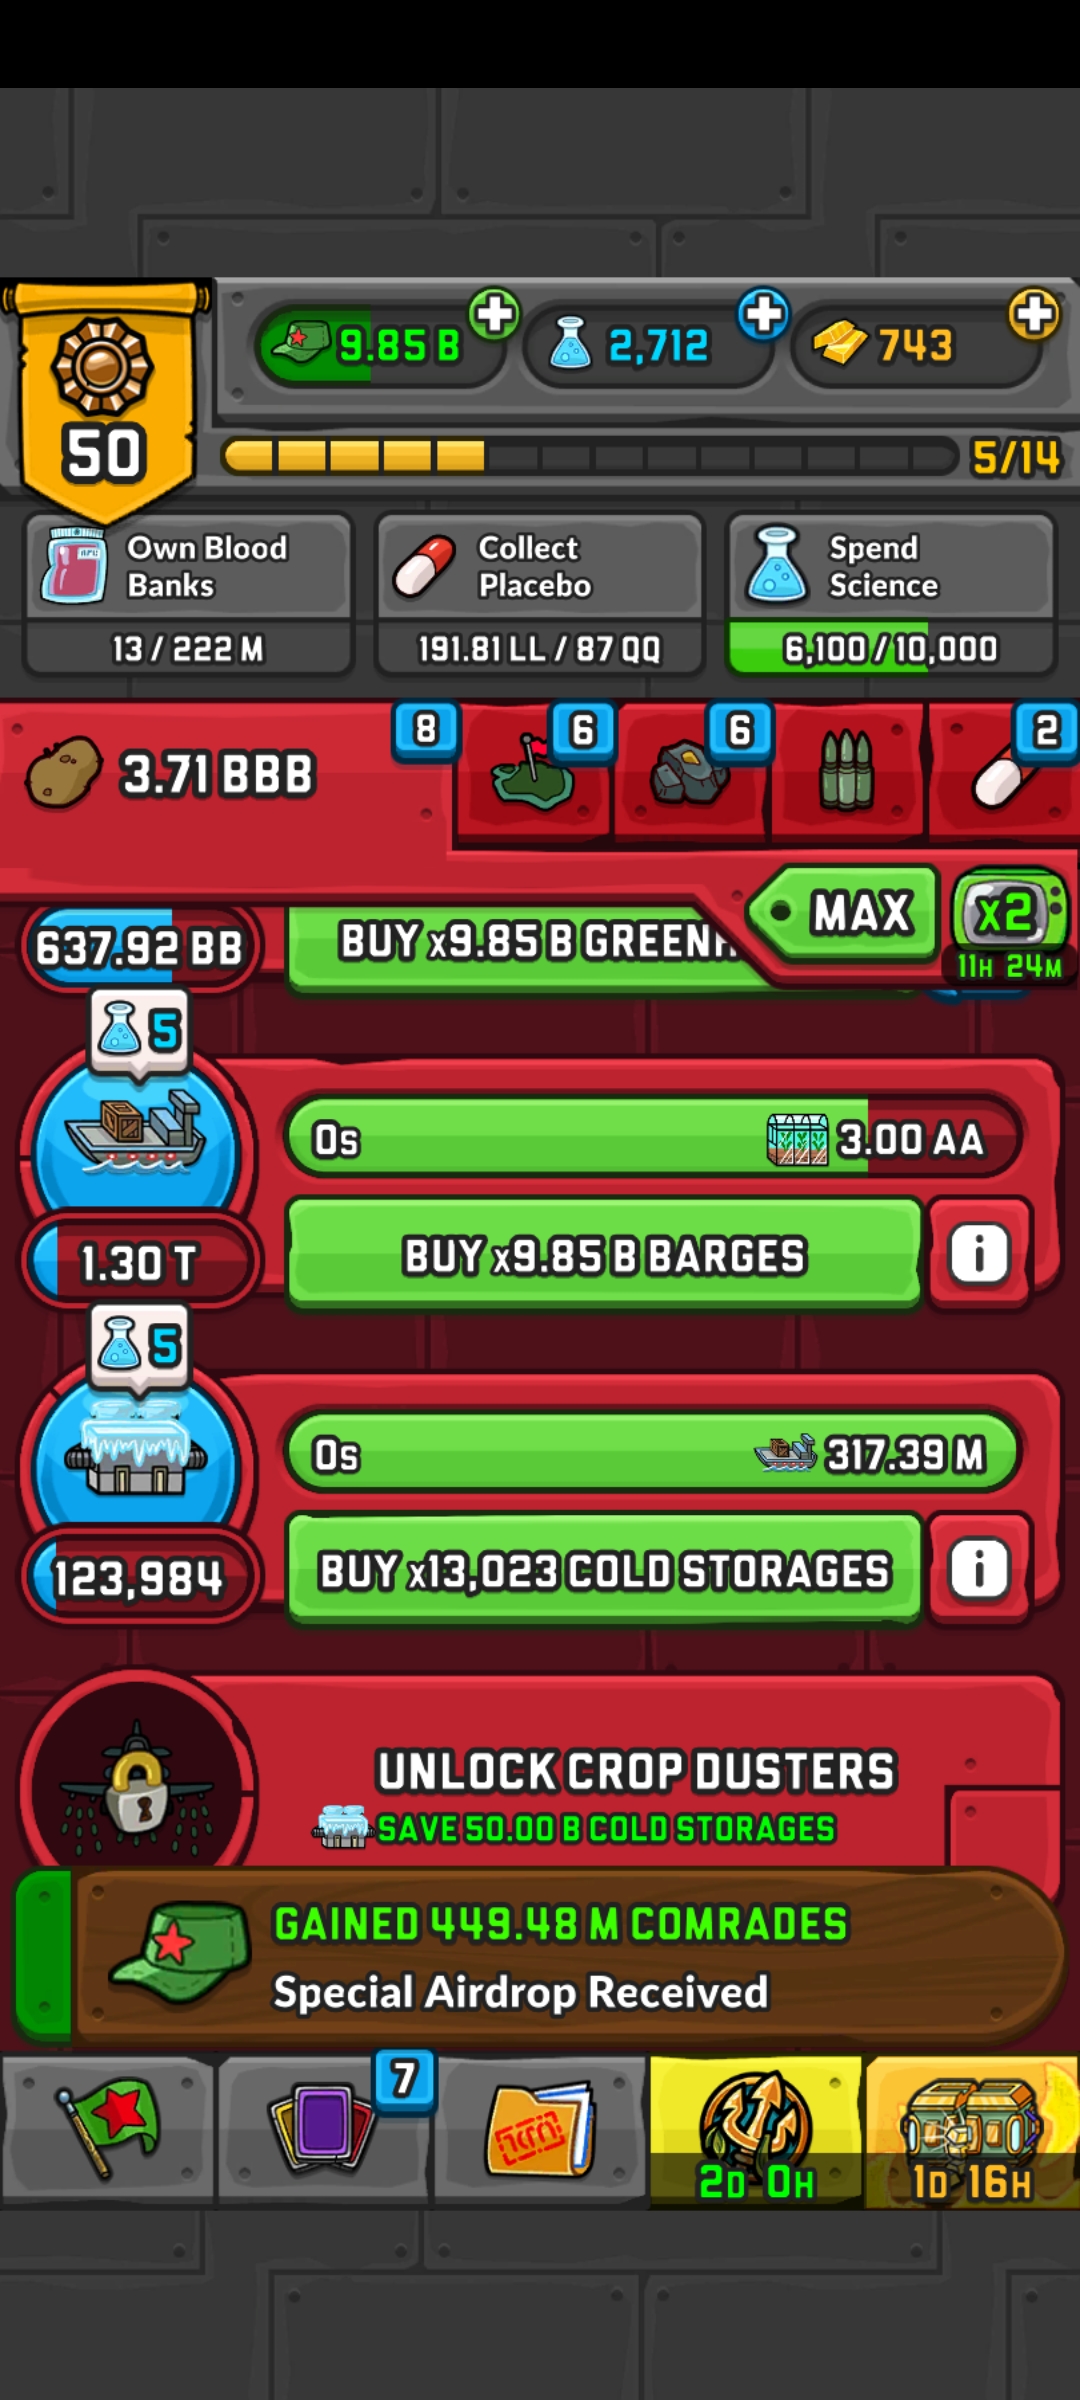 9.85 B
2,712
743
50
5/14
Own Blood
Banks
13 / 222 M
Collect
Placebo
191.81 LL / 87 QQ
Spend
Science
6,100 / 10,000
3.71 BBB
8
6
6
2
MAX
x2
11H 24M
637.92 BB
BUY x9.85 B GREENH
5
0s
3.00 AA
1.30 T
BUY x9.85 B BARGES
i
5
0s
317.39 M
123,984
BUY x13,023 COLD STORAGES
i
UNLOCK CROP DUSTERS
SAVE 50.00 B COLD STORAGES
GAINED 449.48 M COMRADES
Special Airdrop Received
7
2D 0H
1D 16H